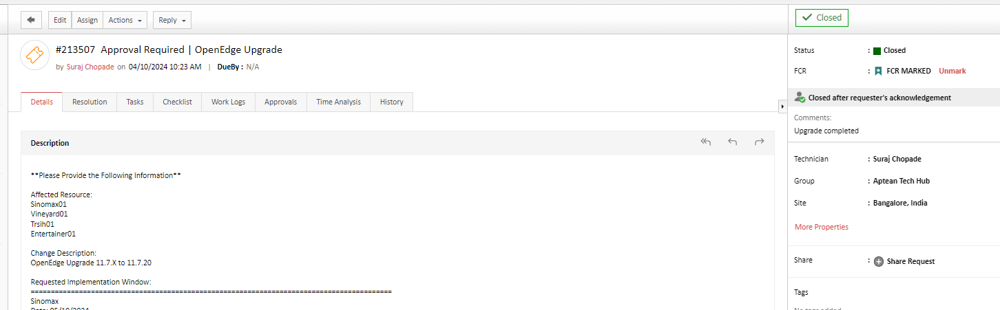 Edit Assign Actions Reply
Closed
#213507 Approval Required | OpenEdge Upgrade
by Suraj Chopade on 04/10/2024 10:23 AM | DueBy : N/A
Details Resolution Tasks Checklist Work Logs Approvals Time Analysis History
Description
**Please Provide the Following Information**
Affected Resource:
Sinomax01
Vineyard01
Trsih01
Entertainer01
Change Description:
OpenEdge Upgrade 11.7.X to 11.7.20
Requested Implementation Window:
==========================================================================================
Sinomax
Date: 05/10/2024
Status : Closed
FCR : FCR MARKED Unmark
Closed after requester's acknowledgement
Comments:
Upgrade completed
Technician : Suraj Chopade
Group : Aptean Tech Hub
Site : Bangalore, India
More Properties
Share : Share Request
Tags
No tags added